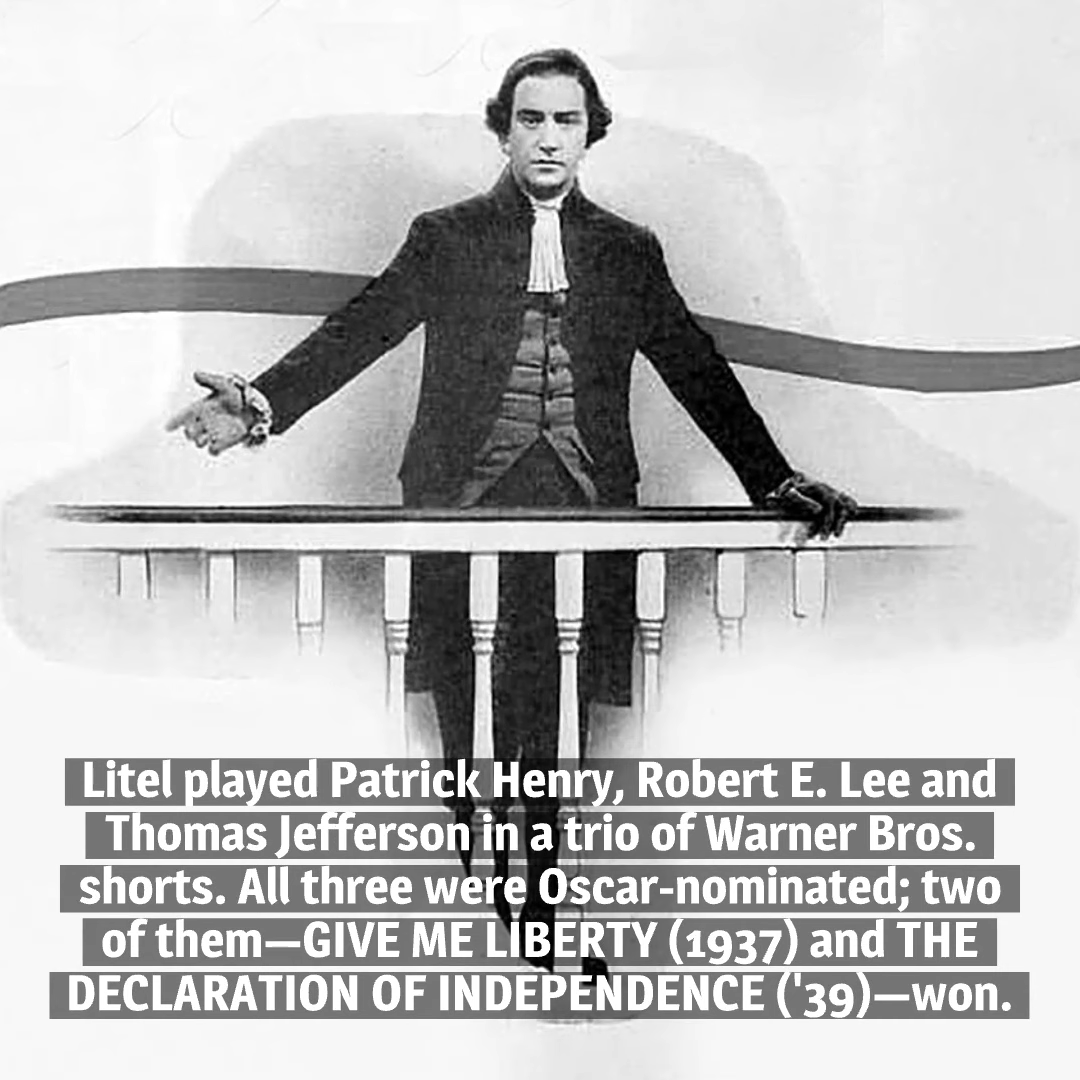 Litel played Patrick Henry, Robert E. Lee and
Thomas Jefferson in a trio of Warner Bros.
shorts. All three were Oscar-nominated; two
of them—GIVE ME LIBERTY (1937) and THE
DECLARATION OF INDEPENDENCE ('39)—won.